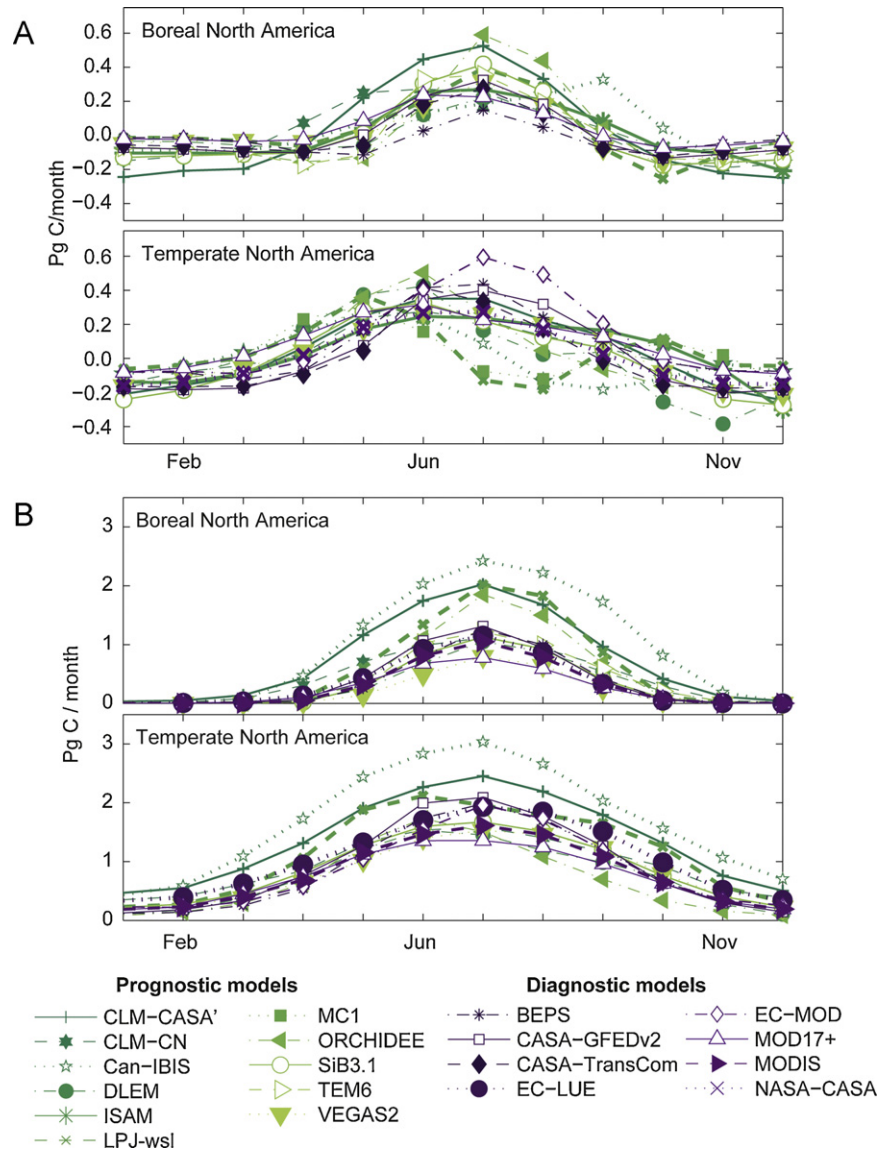 A
Boreal North America
0.6
0.4
0.2
0.0
−0.2
−0.4
Pg C/month
Temperate North America
0.6
0.4
0.2
0.0
−0.2
−0.4
Feb Jun Nov
B
Boreal North America
3
2
1
0
Pg C / month
Temperate North America
3
2
1
0
Feb Jun Nov
Prognostic models Diagnostic models
CLM−CASA' MC1 BEPS EC−MOD
CLM−CN ORCHIDEE CASA−GFEDv2 MOD17+
Can−IBIS SiB3.1 CASA−TransCom MODIS
DLEM TEM6 EC−LUE NASA−CASA
ISAM VEGAS2
LPJ−wsl